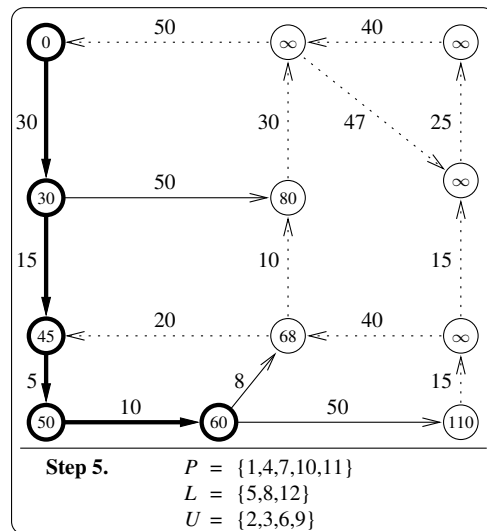 50 40
0 ∞ ∞
30 30 47 25
50
30 80 ∞
15 10 15
20 40
45 68 ∞
5 10 8 50 15
50 60 110
Step 5. P = {1,4,7,10,11}
L = {5,8,12}
U = {2,3,6,9}